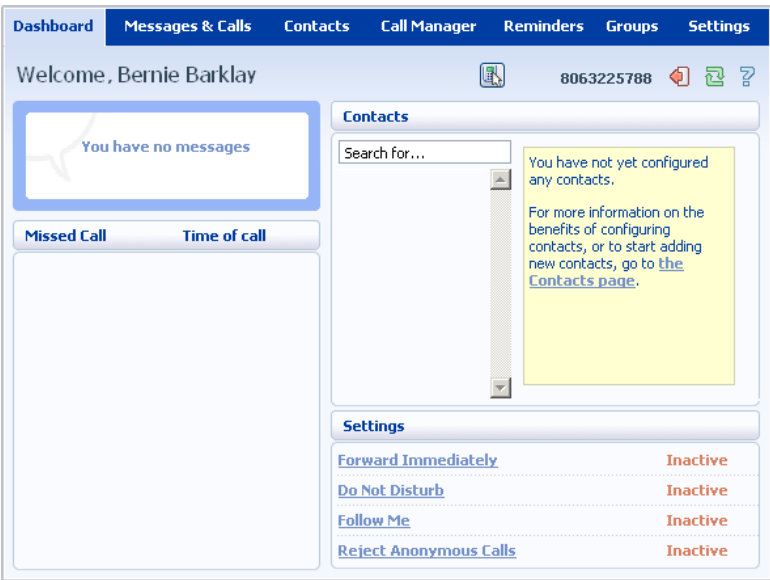 Dashboard Messages & Calls Contacts Call Manager Reminders Groups Settings
Welcome, Bernie Barklay
8063225788
You have no messages
Missed Call Time of call
Contacts
Search for...
You have not yet configured
any contacts.
For more information on the
benefits of configuring
contacts, or to start adding
new contacts, go to the
Contacts page.
Settings
Forward Immediately Inactive
Do Not Disturb Inactive
Follow Me Inactive
Reject Anonymous Calls Inactive